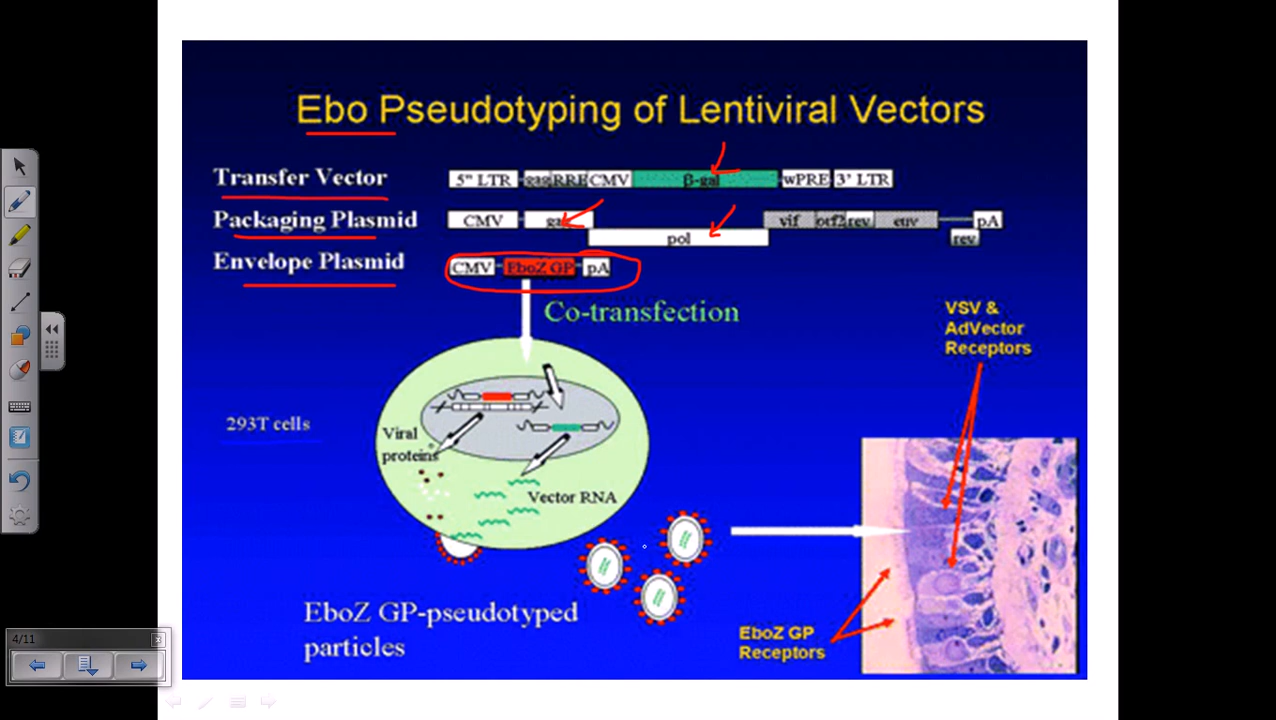 Ebo Pseudotyping of Lentiviral Vectors
Transfer Vector 5" LTR gag RRE CMV β-gal wPRE 3' LTR
Packaging Plasmid CMV vif orf2 rev env pA
pol rev
Envelope Plasmid CMV EboZ GP pA
Co-transfection
VSV &
AdVector
Receptors
293T cells
Viral
proteins
Vector RNA
EboZ GP-pseudotyped
particles
EboZ GP
Receptors
4/11